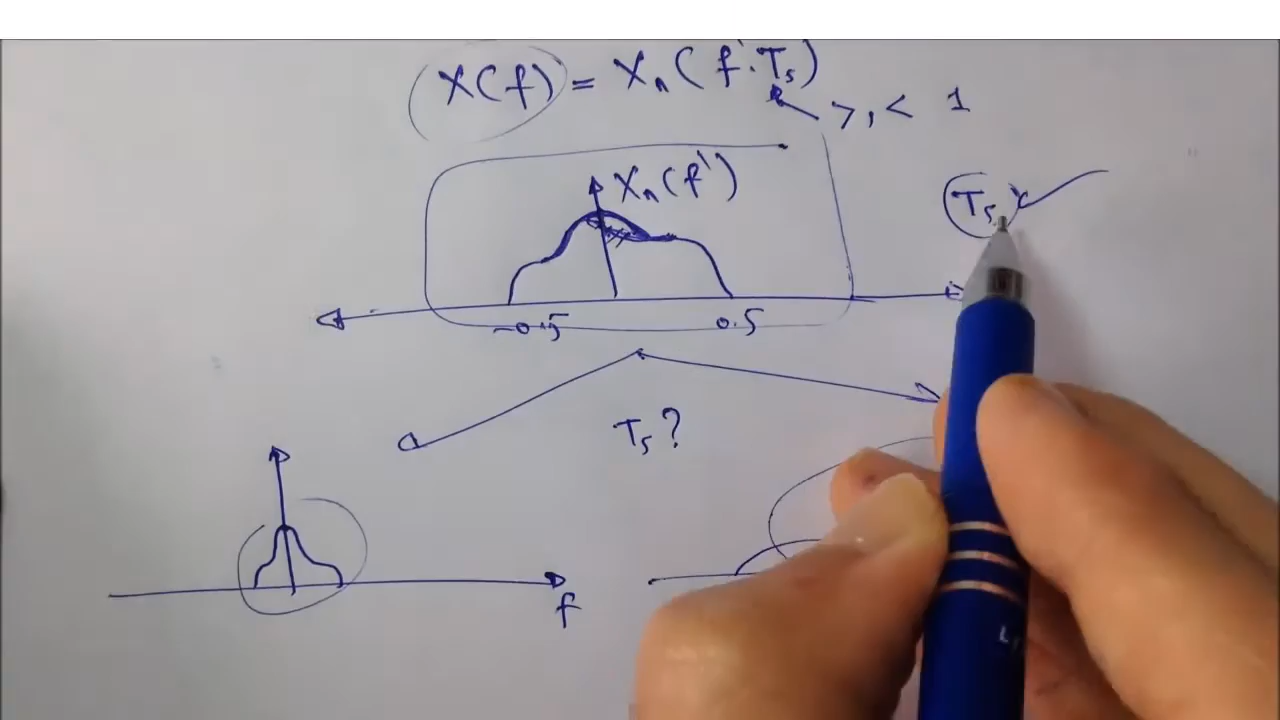 X(f) = Xn(f'.Ts)
>, < 1
Xn(f')
Ts
-0.5 0.5
Ts?
f